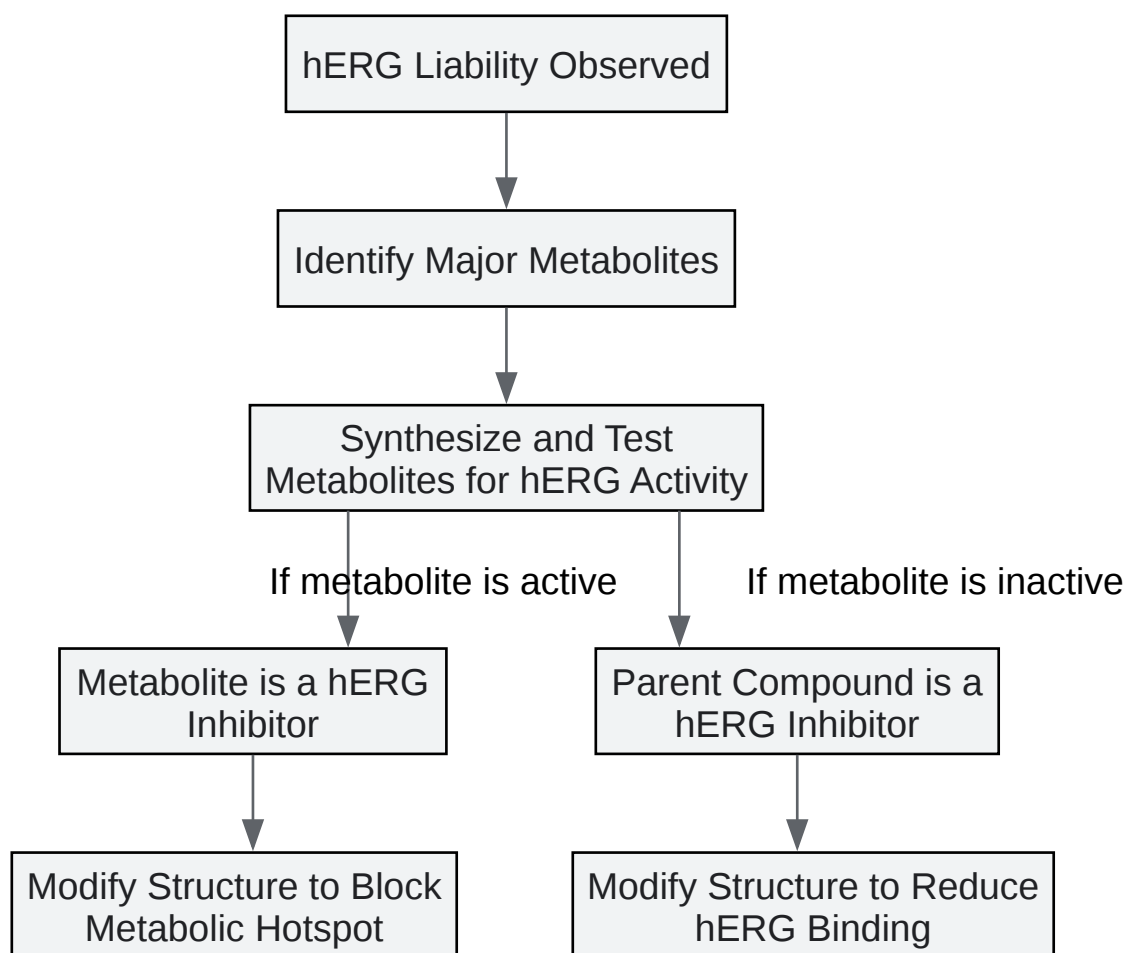 hERG Liability Observed
Identify Major Metabolites
Synthesize and Test
Metabolites for hERG Activity
If metabolite is active
If metabolite is inactive
Metabolite is a hERG
Inhibitor
Parent Compound is a
hERG Inhibitor
Modify Structure to Block
Metabolic Hotspot
Modify Structure to Reduce
hERG Binding